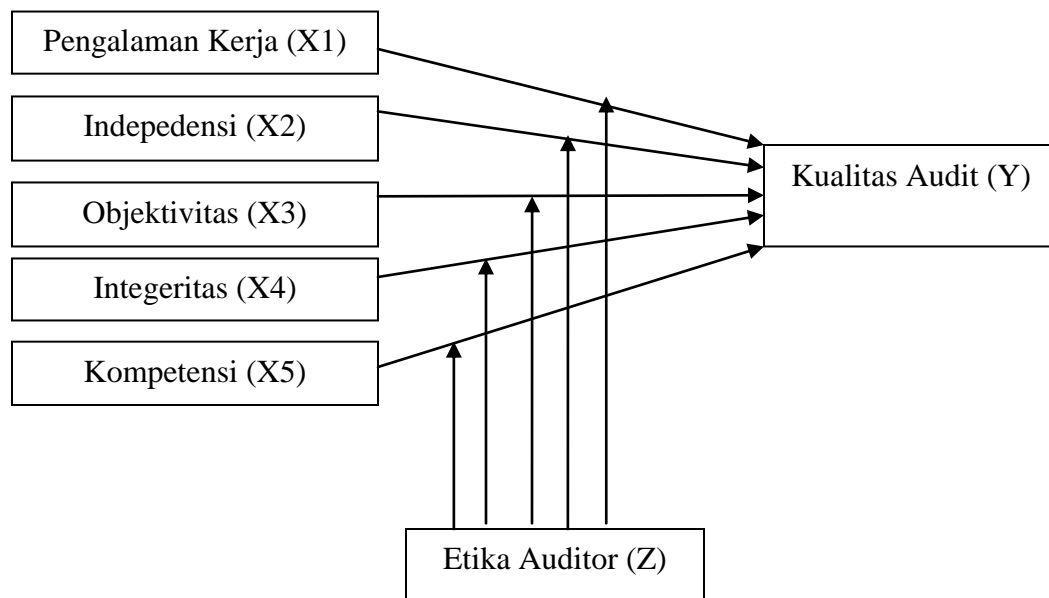 Pengalaman Kerja (X1)
Indepedensi (X2)
Objektivitas (X3)
Integeritas (X4)
Kompetensi (X5)
Kualitas Audit (Y)
Etika Auditor (Z)